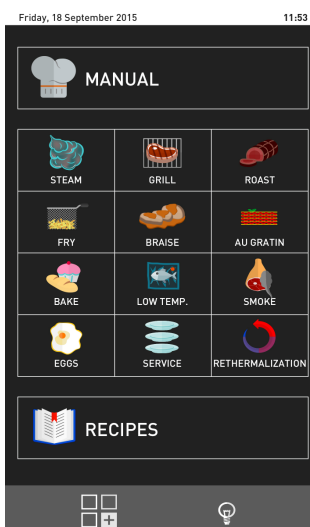 Friday, 18 September 2015 11:53
MANUAL
STEAM GRILL ROAST
FRY BRAISE AU GRATIN
BAKE LOW TEMP. SMOKE
EGGS SERVICE RETHERMALIZATION
RECIPES